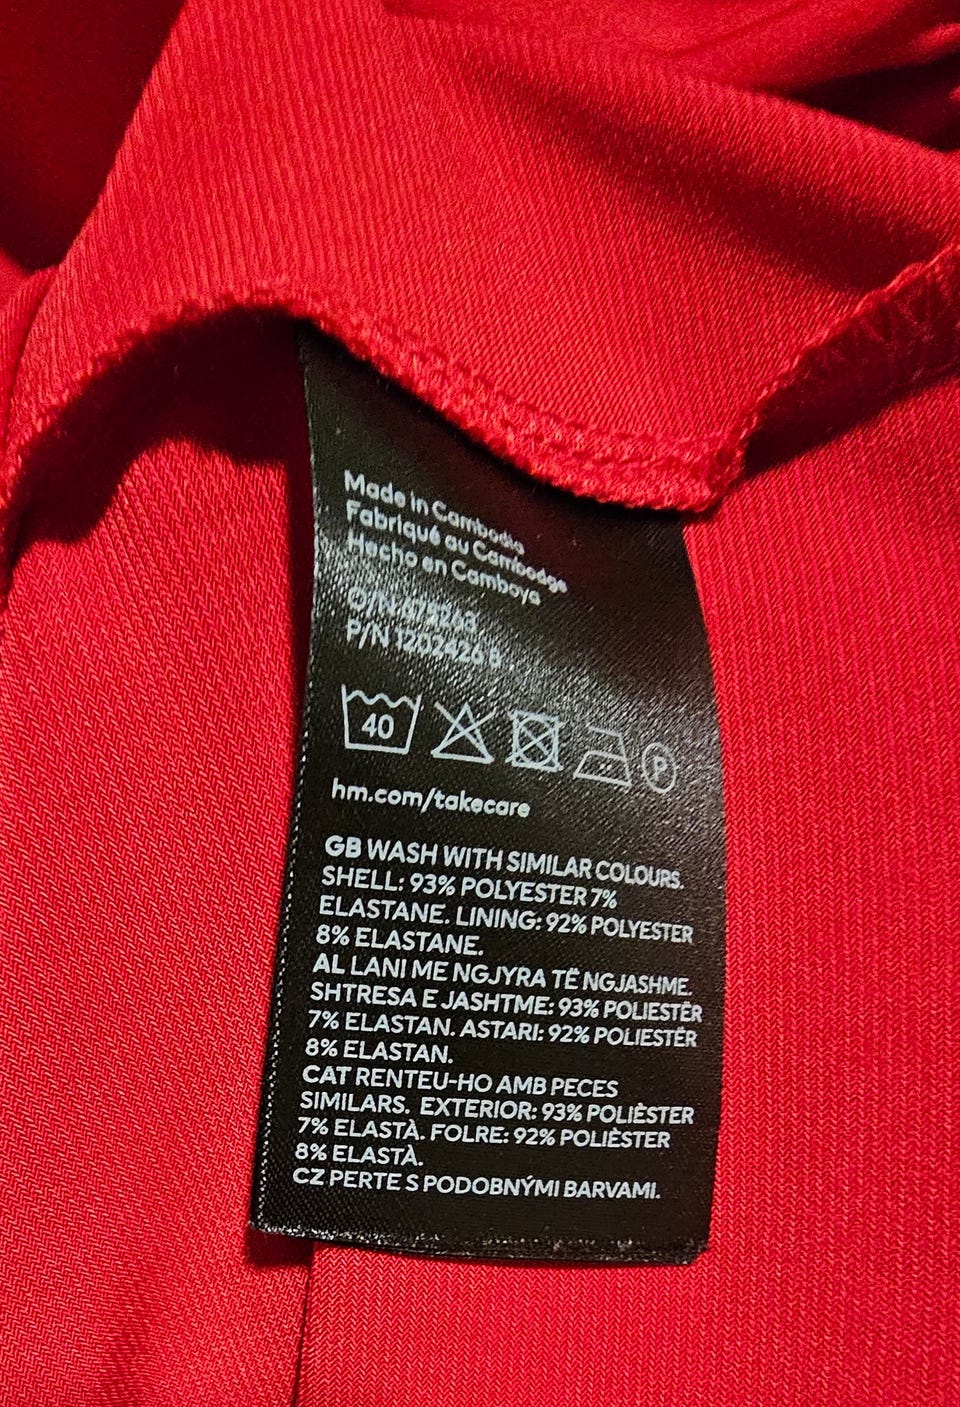 Made in Cambodia
Fabriqué au Cambodge
Hecho en Camboya
O/N
P/N 1202426 8
40
P
hm.com/takecare
GB WASH WITH SIMILAR COLOURS.
SHELL: 93% POLYESTER 7%
ELASTANE. LINING: 92% POLYESTER
8% ELASTANE.
AL LANI ME NGJYRA TË NGJASHME.
SHTRESA E JASHTME: 93% POLIESTËR
7% ELASTAN. ASTARI: 92% POLIESTËR
8% ELASTAN.
CAT RENTEU-HO AMB PECES
SIMILARS. EXTERIOR: 93% POLIÈSTER
7% ELASTÀ. FOLRE: 92% POLIÈSTER
8% ELASTÀ.
CZ PERTE S PODOBNÝMI BARVAMI.